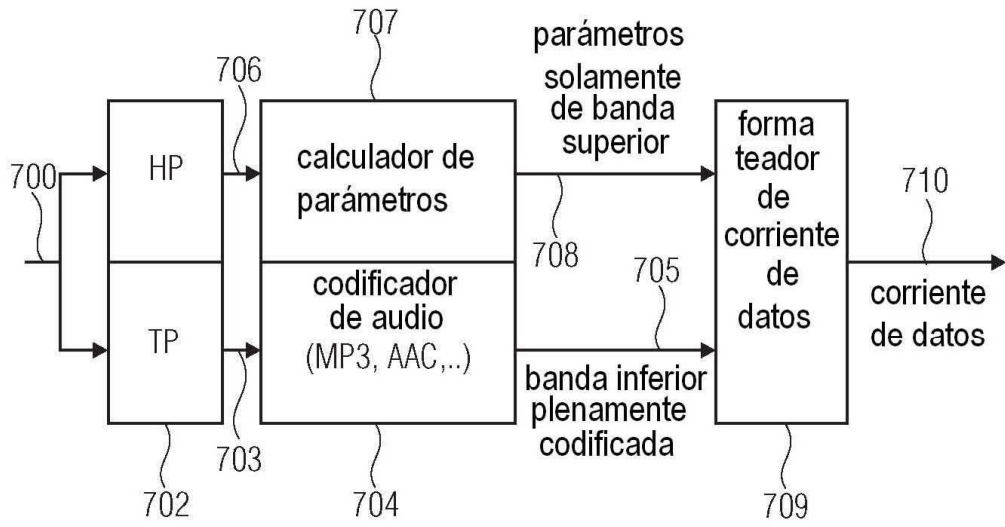 707
parámetros
solamente
de banda
superior
706
700
HP
calculador de
parámetros
forma
teador
de
corriente
de
datos
710
708
705
TP
codificador
de audio
(MP3, AAC,..)
corriente
de datos
banda inferior
plenamente
codificada
703
702
704
709